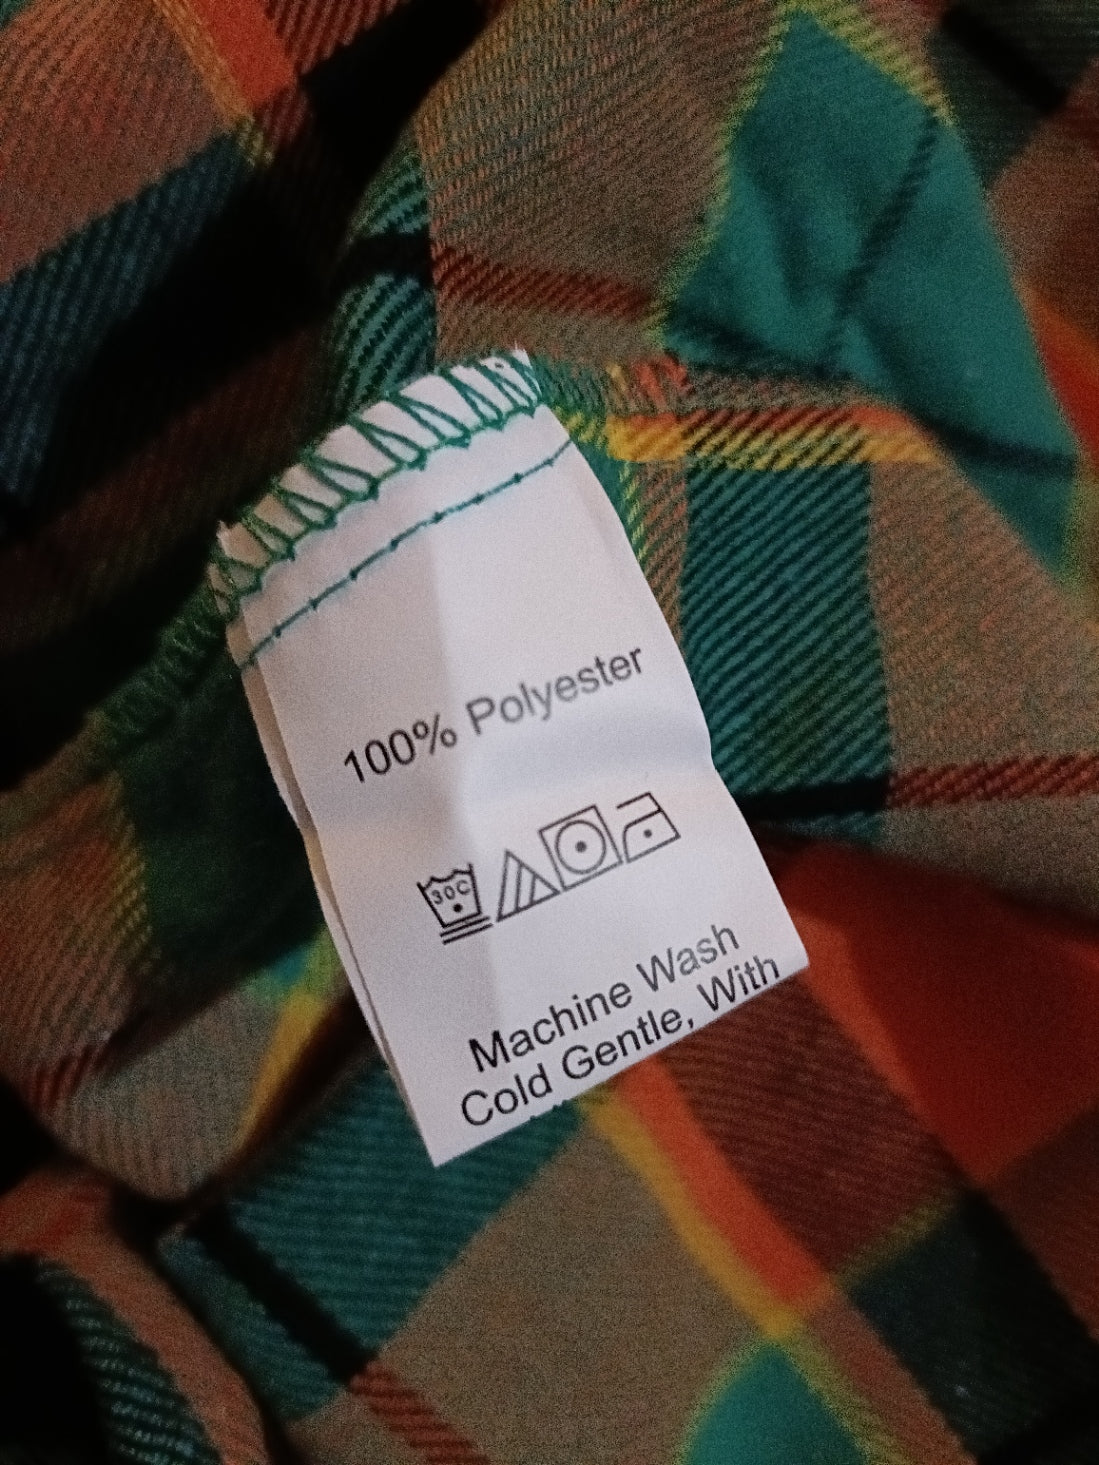 100% Polyester
30C
Machine Wash
Cold Gentle, With